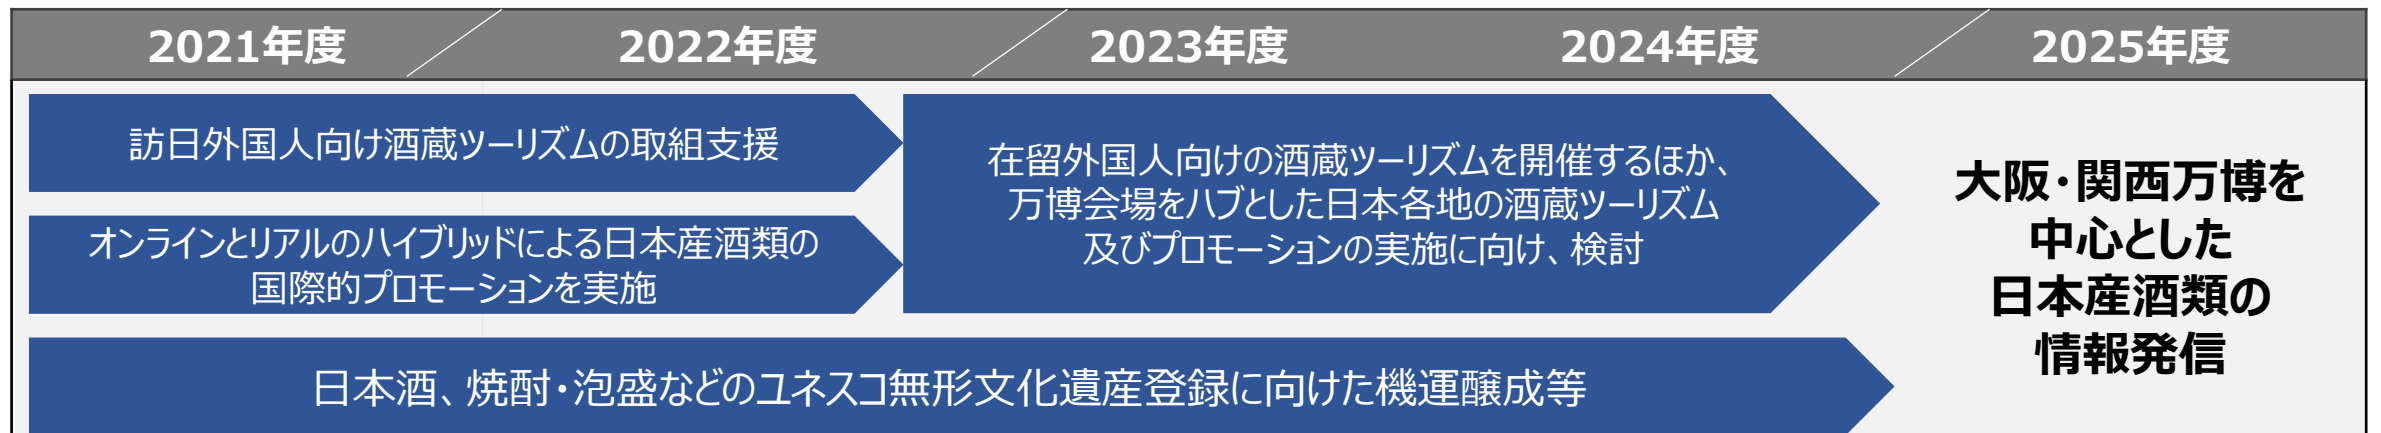 2021年度
2022年度
2023年度
2024年度
2025年度
訪日外国人向け酒蔵ツーリズムの取組支援
オンラインとリアルのハイブリッドによる日本産酒類の
国際的プロモーションを実施
在留外国人向けの酒蔵ツーリズムを開催するほか、
万博会場をハブとした日本各地の酒蔵ツーリズム
及びプロモーションの実施に向け、検討
日本酒、焼酎・泡盛などのユネスコ無形文化遺産登録に向けた機運醸成等
大阪・関西万博を
中心とした
日本産酒類の
情報発信